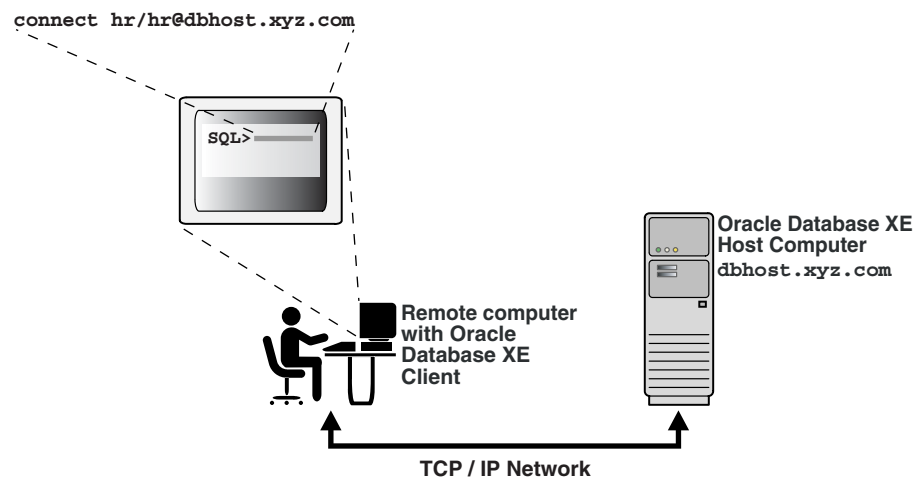 connect hr/hr@dbhost.xyz.com
SQL>
Oracle Database XE
Host Computer
dbhost.xyz.com
Remote computer
with Oracle
Database XE
Client
TCP / IP Network